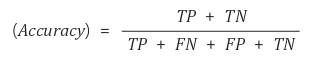 (Accuracy) = TP + TN / TP + FN + FP + TN